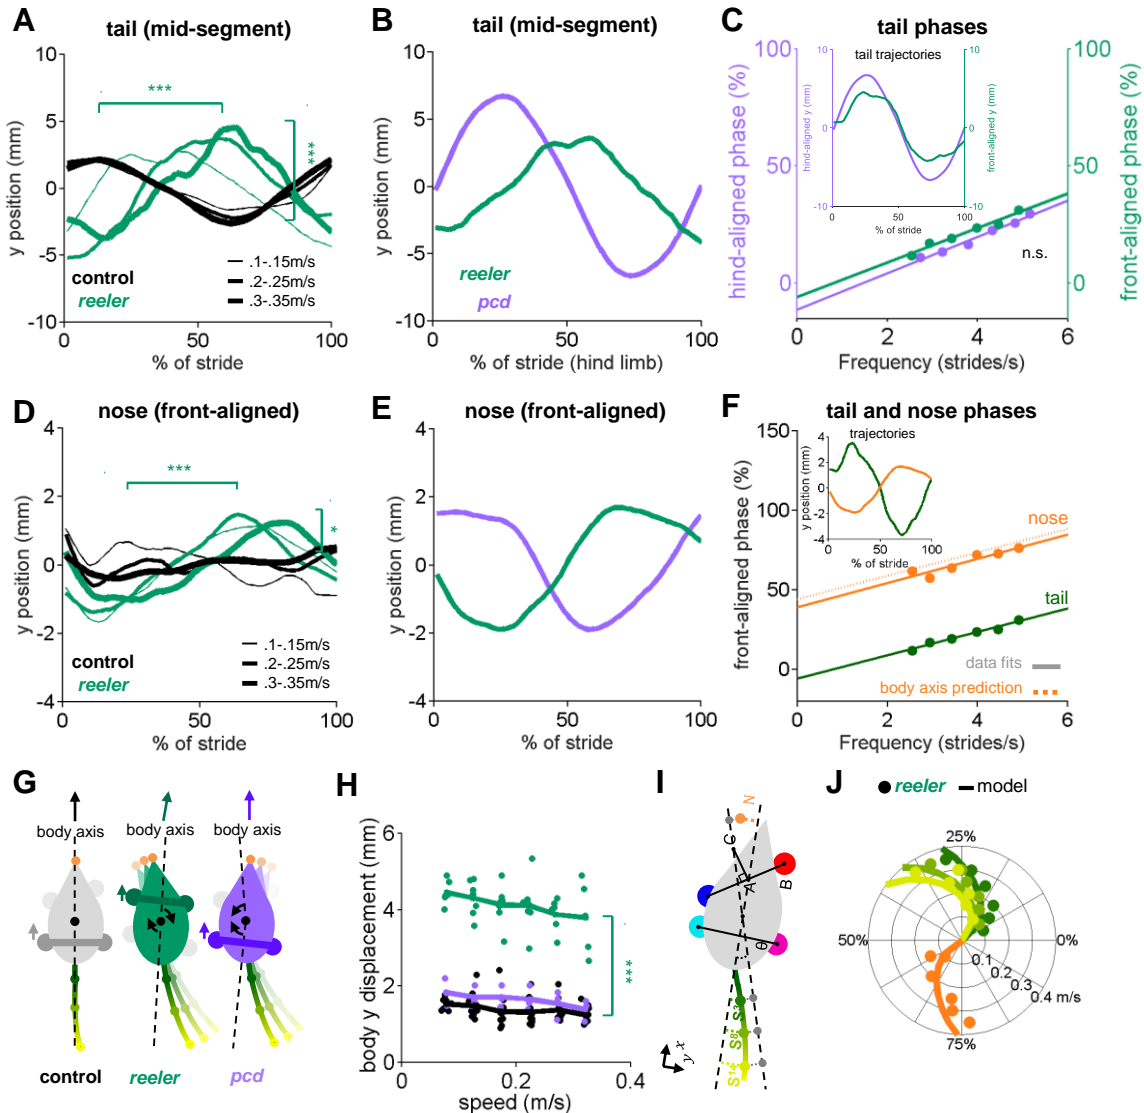 A
tail (mid-segment)
10
5
0
-5
-10
y position (mm)
***
***
control
reeler
.1-.15m/s
.2-.25m/s
.3-.35m/s
0
50
100
% of stride
B
tail (mid-segment)
10
5
0
-5
-10
y position (mm)
reeler
pcd
0
50
100
% of stride (hind limb)
C
tail phases
100
50
0
hind-aligned phase (%)
100
50
0
front-aligned phase (%)
tail trajectories
10
0
-10
hind-aligned y (mm)
10
0
-10
front-aligned y (mm)
0
50
100
% of stride
n.s.
0
2
4
6
Frequency (strides/s)
D
nose (front-aligned)
4
2
0
-2
-4
y position (mm)
***
*
control
reeler
.1-.15m/s
.2-.25m/s
.3-.35m/s
0
50
100
% of stride
E
nose (front-aligned)
4
2
0
-2
-4
y position (mm)
0
50
100
% of stride
F
tail and nose phases
150
100
50
0
front-aligned phase (%)
trajectories
4
2
0
-2
-4
y position (mm)
0
50
100
% of stride
nose
tail
data fits
body axis prediction
0
2
4
6
Frequency (strides/s)
G
body axis
body axis
body axis
control
reeler
pcd
H
6
4
2
0
body y displacement (mm)
***
0
0.2
0.4
speed (m/s)
I
N
C
A
B
θ
S3
S8
S14
x
y
J
reeler
model
25%
50%
0%
75%
0.1
0.2
0.3
0.4 m/s